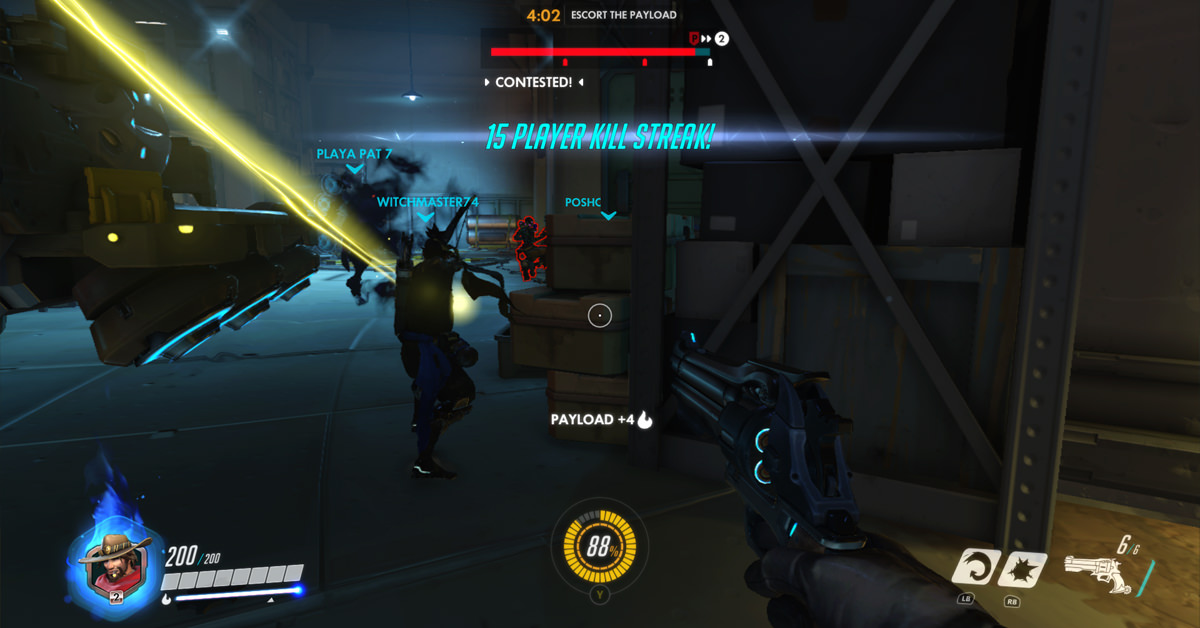 4:02 ESCORT THE PAYLOAD
P 2
CONTESTED!
15 PLAYER KILL STREAK!
PLAYA PAT 7
WITCHMASTER74
POSHC
PAYLOAD +4
88%
Y
200/200
2
6/6
LB RB